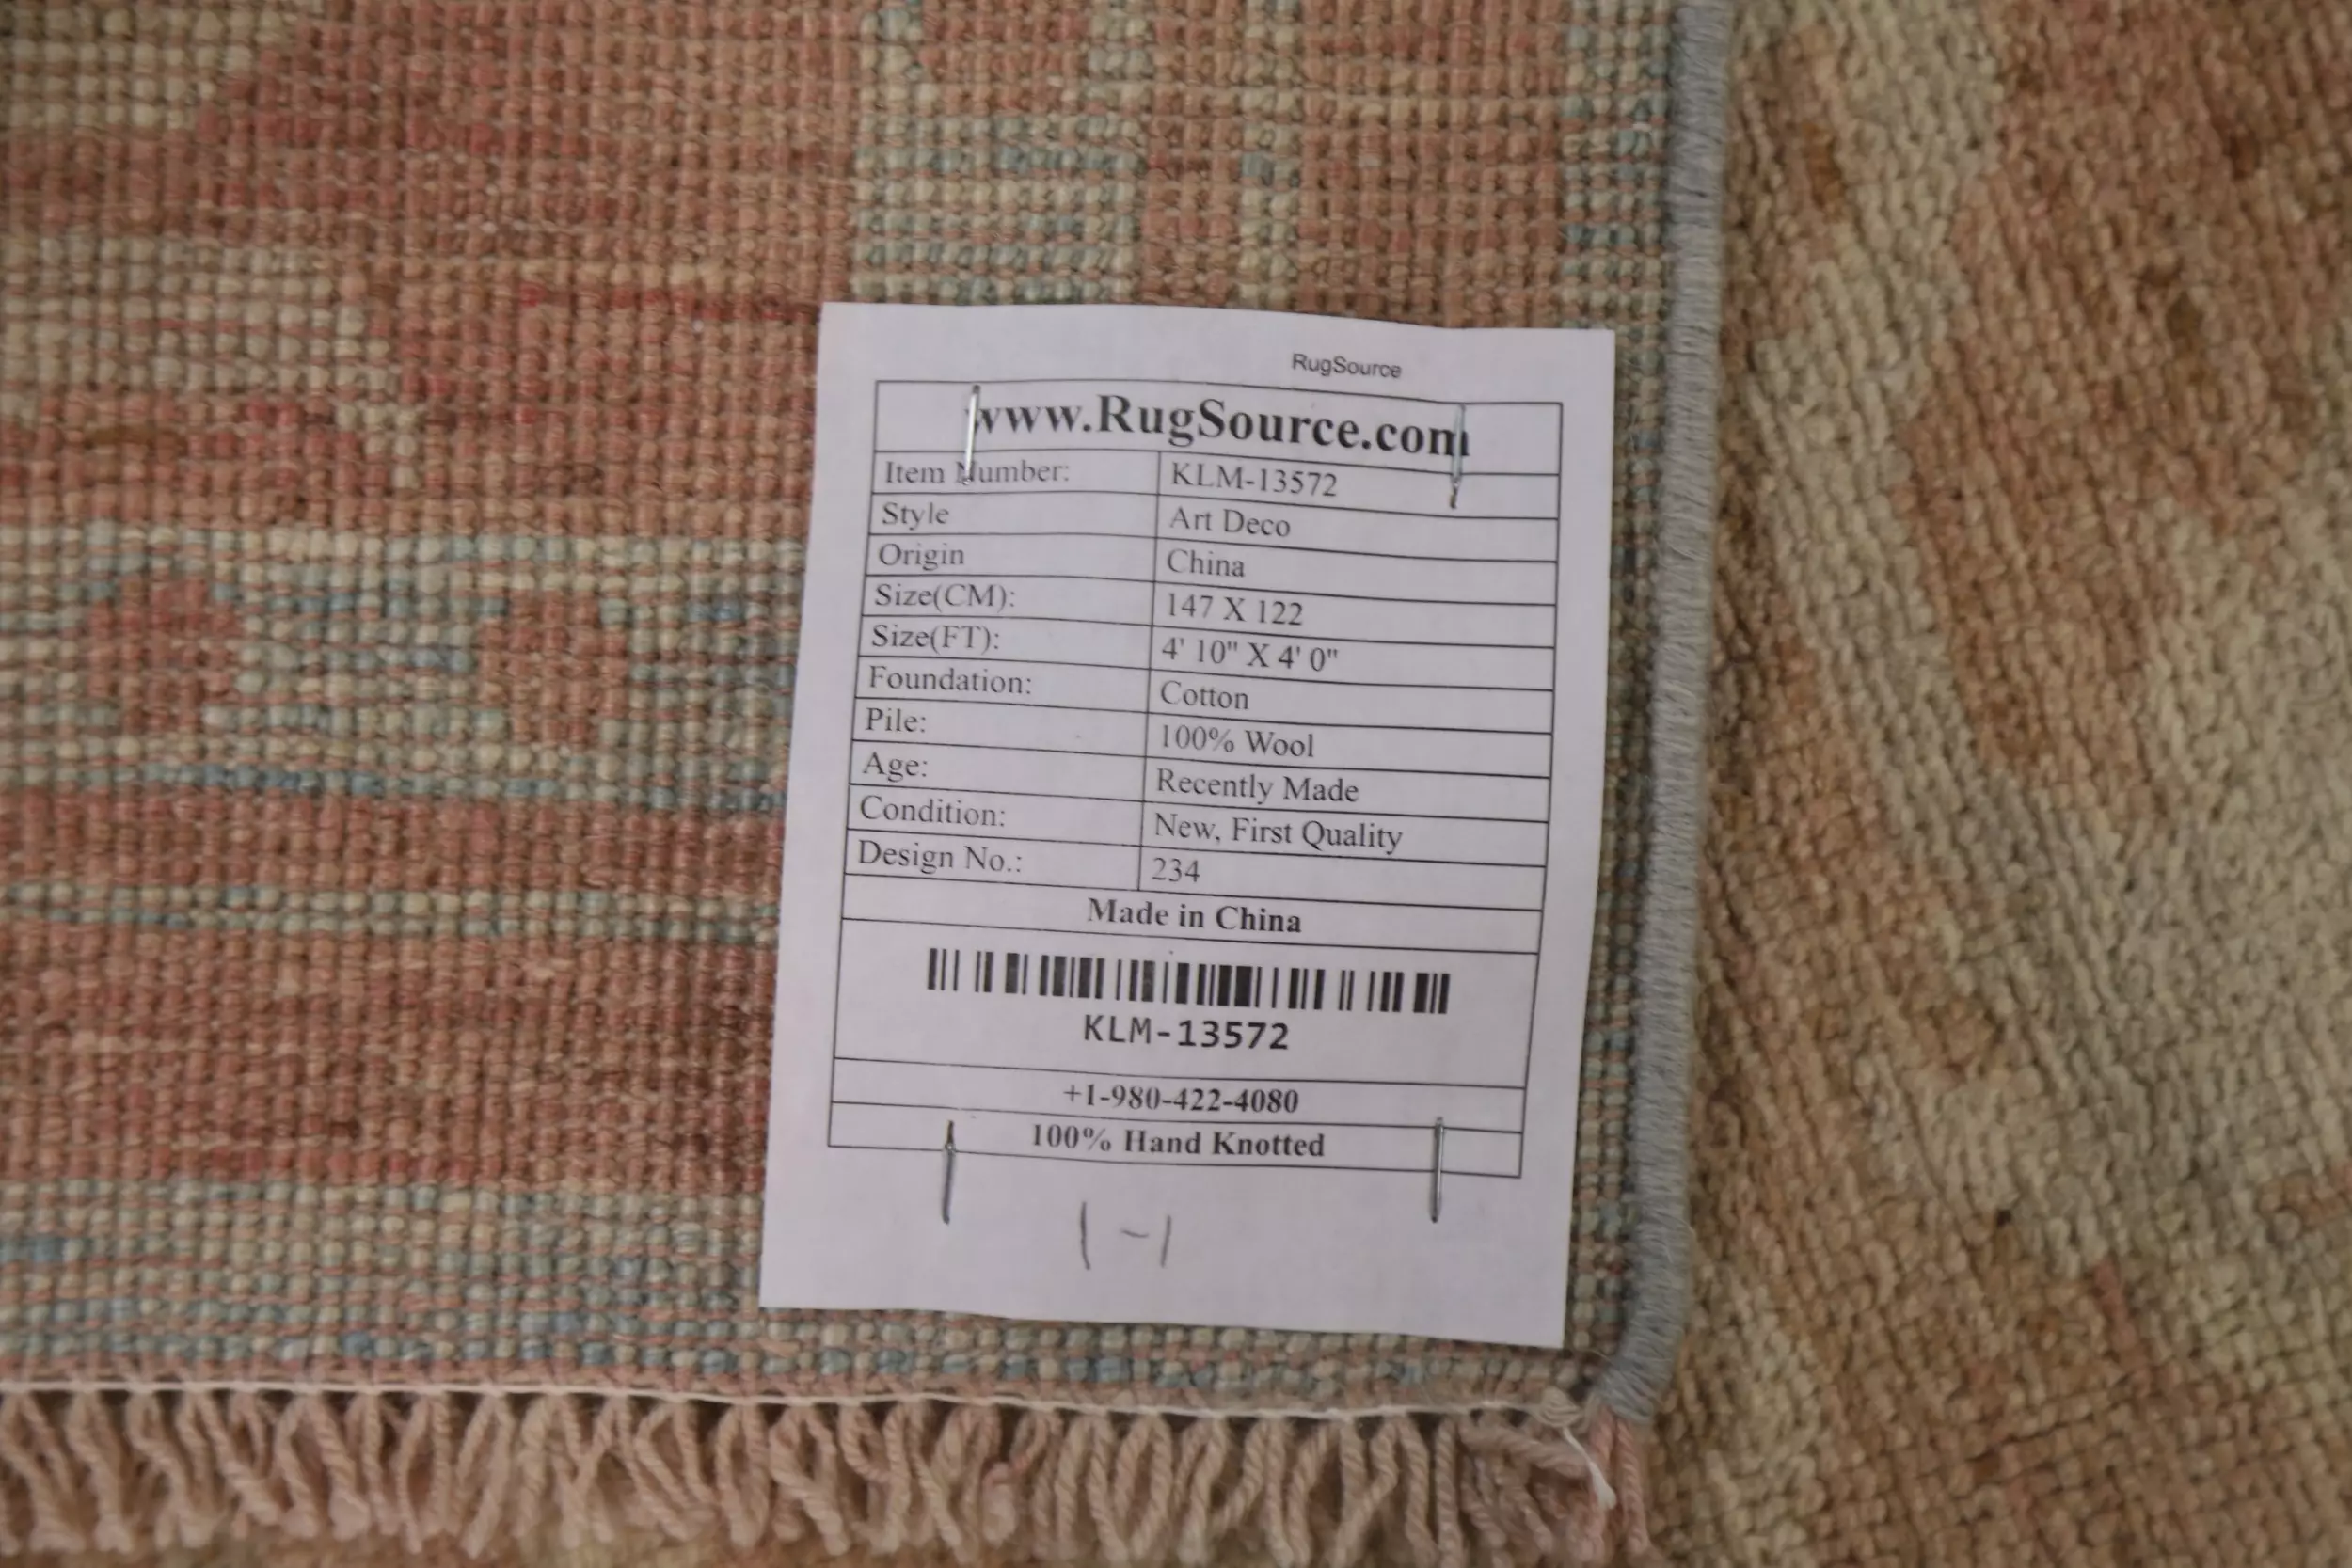 RugSource
www.RugSource.com
Item Number: KLM-13572
Style Art Deco
Origin China
Size(CM): 147 X 122
Size(FT): 4' 10" X 4' 0"
Foundation: Cotton
Pile: 100% Wool
Age: Recently Made
Condition: New, First Quality
Design No.: 234
Made in China
KLM-13572
+1-980-422-4080
100% Hand Knotted
1-1